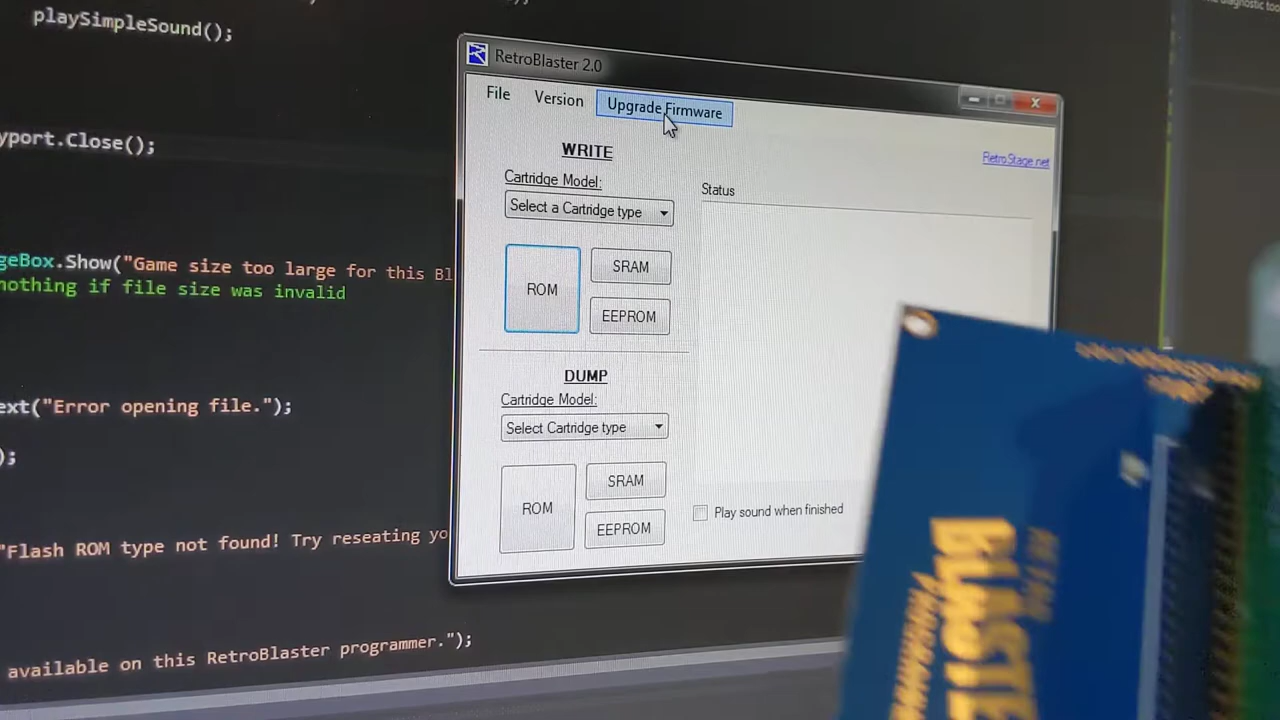 playSimpleSound();
yport.Close();
geBox.Show("Game size too large for this Bl
nothing if file size was invalid
ext("Error opening file.");
);
"Flash ROM type not found! Try reseating yo
available on this RetroBlaster programmer.");
RetroBlaster 2.0
File Version Upgrade Firmware
RetroStage.net
WRITE
Cartridge Model:
Select a Cartridge type
ROM
SRAM
EEPROM
DUMP
Cartridge Model:
Select Cartridge type
ROM
SRAM
EEPROM
Status
Play sound when finished
BLASTE